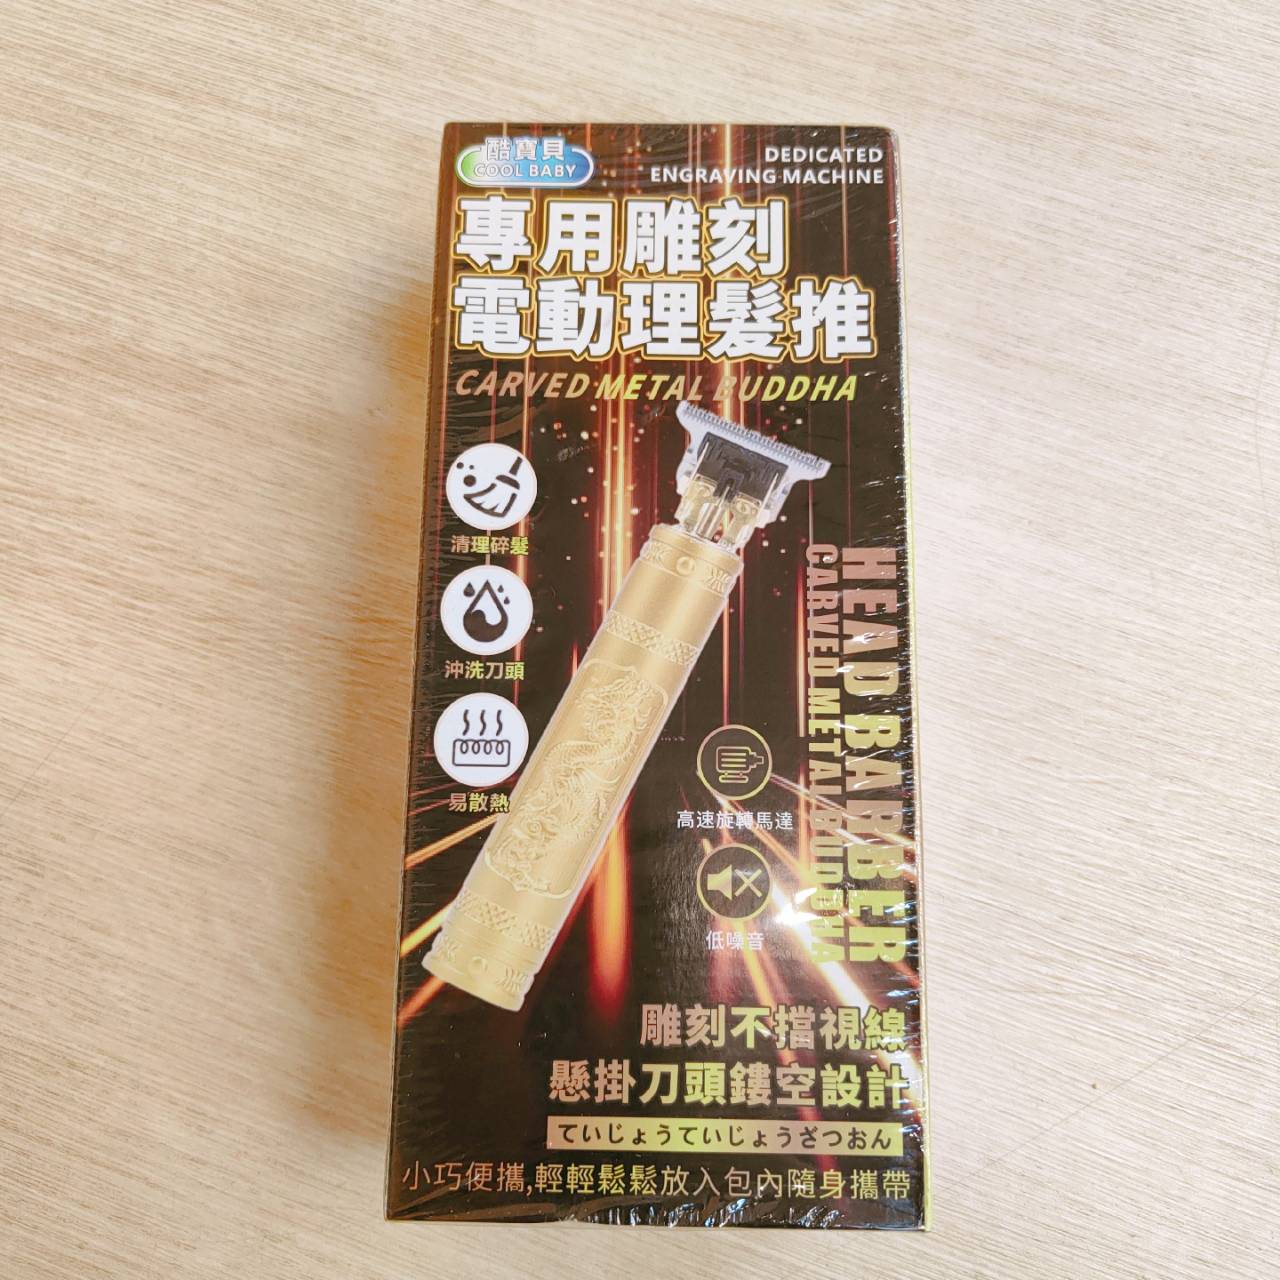 酷寶貝
COOL BABY
DEDICATED
ENGRAVING MACHINE
專用雕刻
電動理髮推
CARVED METAL BUDDHA
清理碎髮
沖洗刀頭
易散熱
HEAD BARBER
CARVED METAL BUDDHA
高速旋轉馬達
低噪音
雕刻不擋視線
懸掛刀頭鏤空設計
ていじょうていじょうざつおん
小巧便攜,輕輕鬆鬆放入包內隨身攜帶